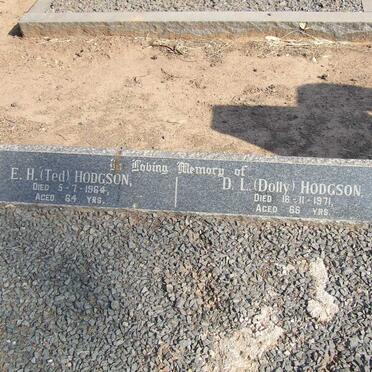 In Loving Memory of
E. H. (Ted) HODGSON,
DIED 5-7-1964,
AGED 64 YRS.
D. L. (Dolly) HODGSON
DIED 16-11-1971,
AGED 66 YRS.